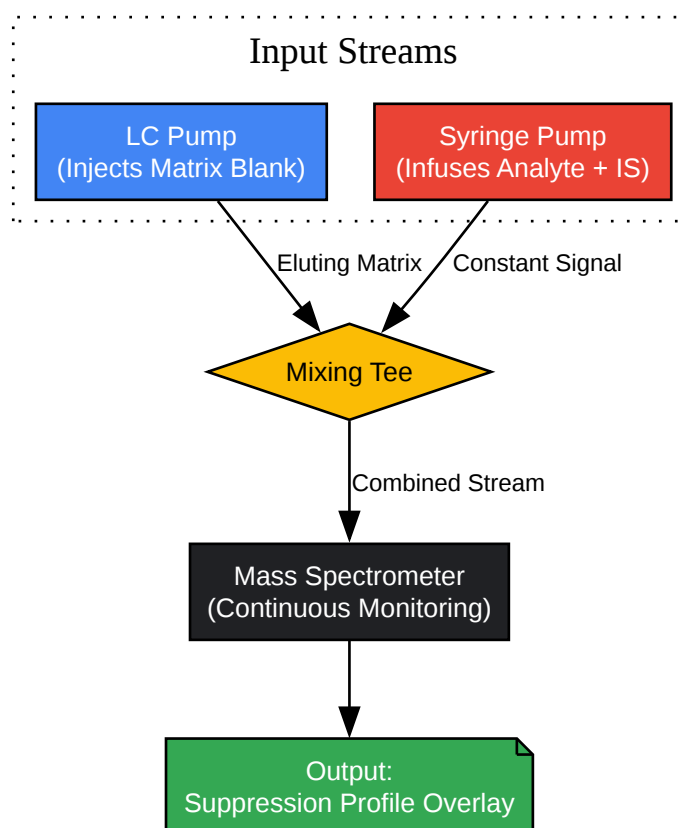 Input Streams
LC Pump
(Injects Matrix Blank)
Syringe Pump
(Infuses Analyte + IS)
Eluting Matrix
Constant Signal
Mixing Tee
Combined Stream
Mass Spectrometer
(Continuous Monitoring)
Output:
Suppression Profile Overlay